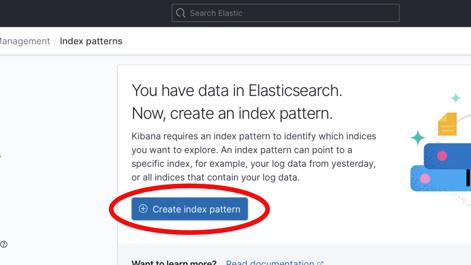 Search Elastic
Management / Index patterns
You have data in Elasticsearch.
Now, create an index pattern.
Kibana requires an index pattern to identify which indices
you want to explore. An index pattern can point to a
specific index, for example, your log data from yesterday,
or all indices that contain your log data.
Create index pattern
Want to learn more? Read documentation